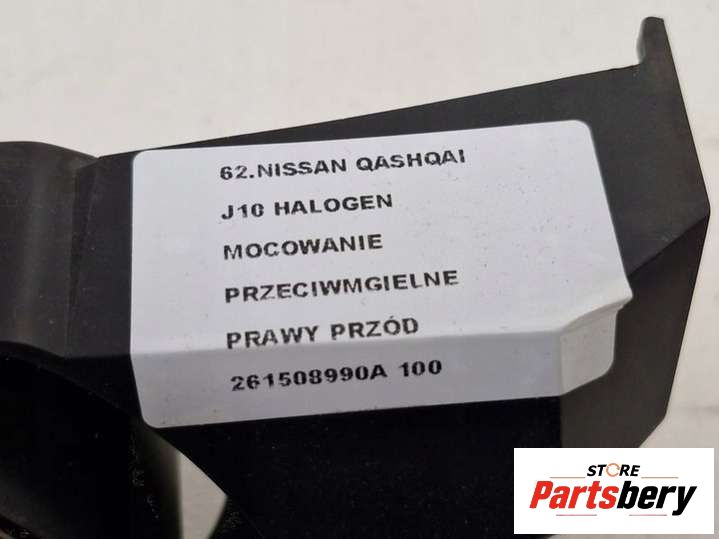 62.NISSAN QASHQAI
J10 HALOGEN
MOCOWANIE
PRZECIWMGIELNE
PRAWY PRZÓD
261508990A 100
STORE
Partsbery